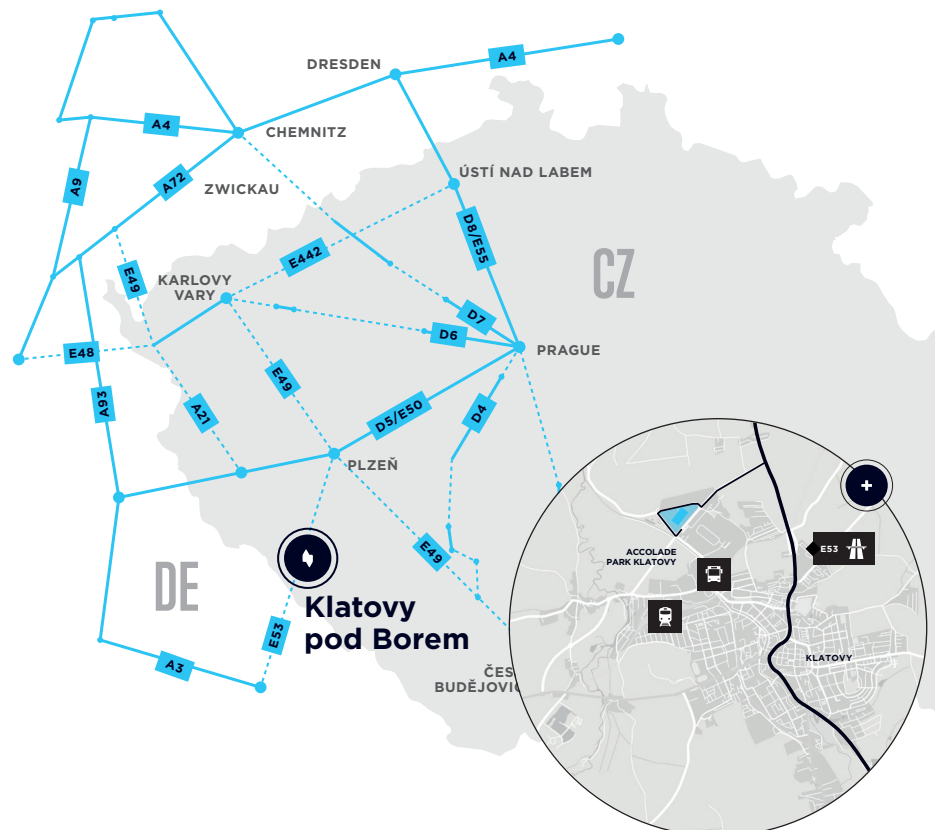 DRESDEN
A4
A4
CHEMNITZ
A9
A72
ZWICKAU
ÚSTÍ NAD LABEM
D8/E55
E442
E49
KARLOVY
VARY
CZ
D7
D6
PRAGUE
E48
A93
A21
E49
D5/E50
D4
PLZEŇ
E49
DE
Klatovy
pod Borem
E53
A3
ČES
BUDĚJOVIC
ACCOLADE
PARK KLATOVY
E53
KLATOVY